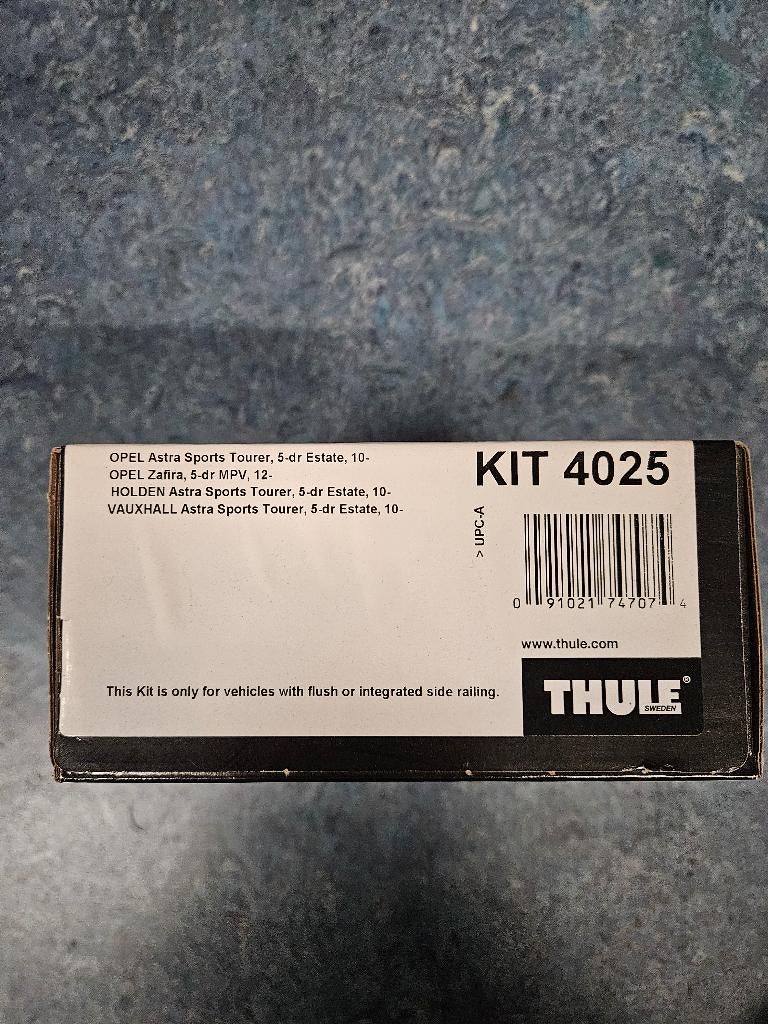 OPEL Astra Sports Tourer, 5-dr Estate, 10-
OPEL Zafira, 5-dr MPV, 12-
HOLDEN Astra Sports Tourer, 5-dr Estate, 10-
VAUXHALL Astra Sports Tourer, 5-dr Estate, 10-
KIT 4025
> UPC-A
0 91021 74707 4
www.thule.com
This Kit is only for vehicles with flush or integrated side railing.
THULE®
SWEDEN